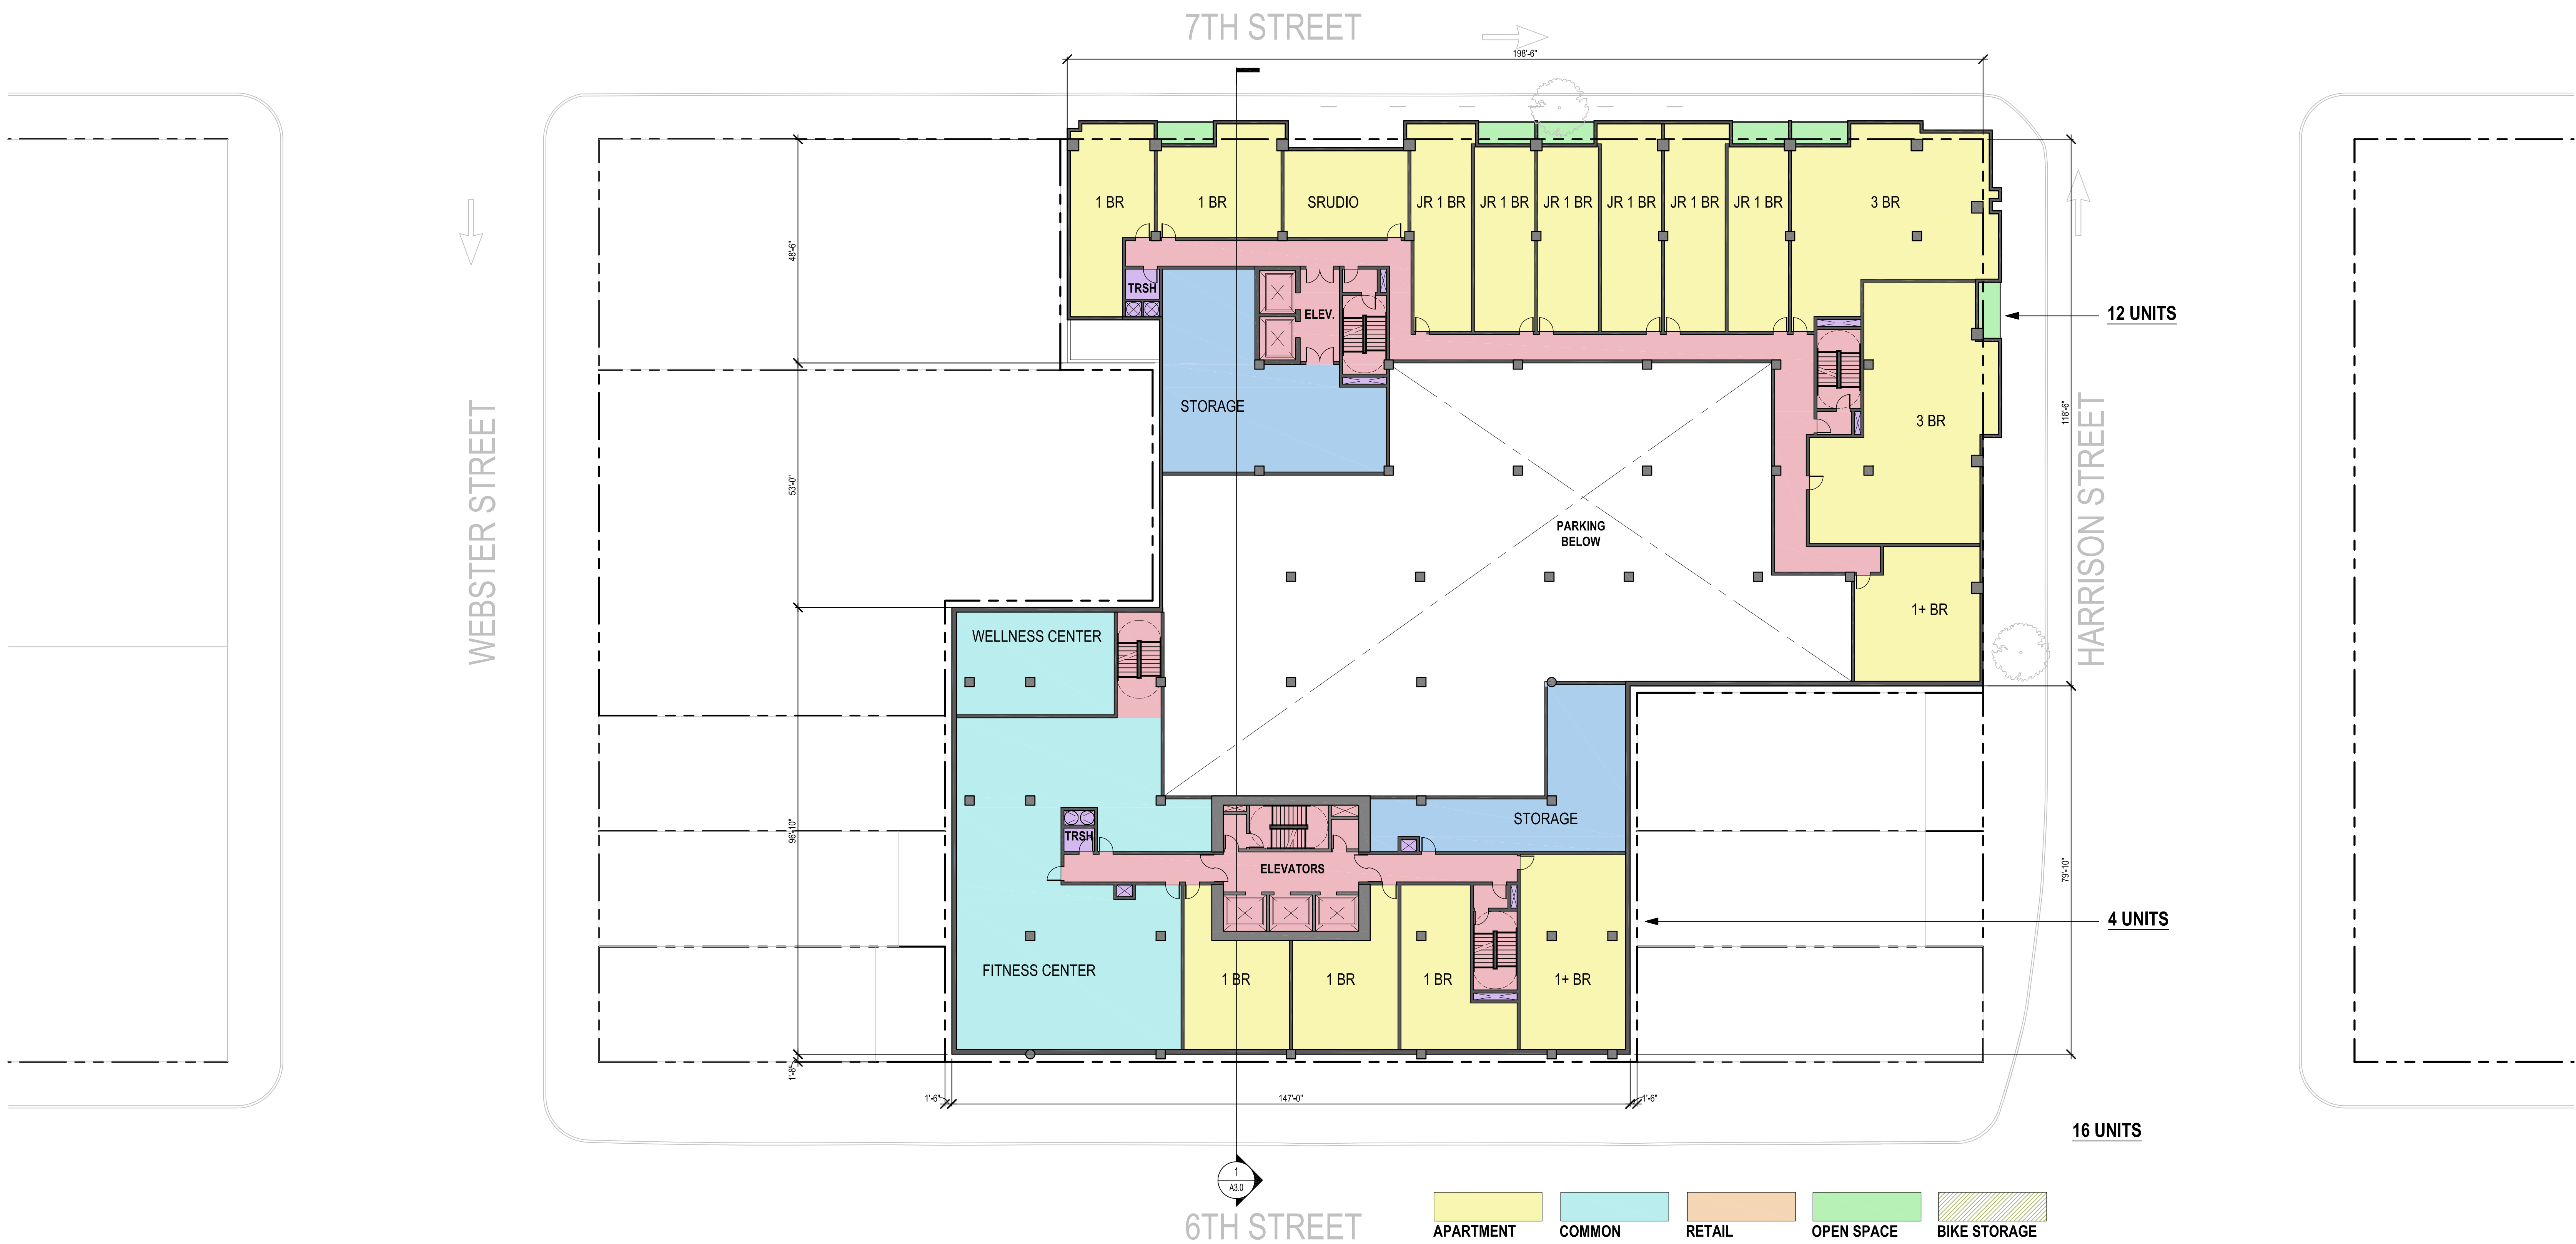 7TH STREET
198'-6"
1 BR
1 BR
SRUDIO
JR 1 BR
JR 1 BR
JR 1 BR
JR 1 BR
JR 1 BR
JR 1 BR
3 BR
48'-6"
TRSH
ELEV.
12 UNITS
STORAGE
3 BR
118'-6"
WEBSTER STREET
HARRISON STREET
53'-0"
PARKING
BELOW
1+ BR
WELLNESS CENTER
STORAGE
96'-10"
TRSH
ELEVATORS
79'-10"
4 UNITS
FITNESS CENTER
1 BR
1 BR
1 BR
1+ BR
1'-8"
1'-6"
147'-0"
1'-6"
16 UNITS
1
A3.0
6TH STREET
APARTMENT
COMMON
RETAIL
OPEN SPACE
BIKE STORAGE